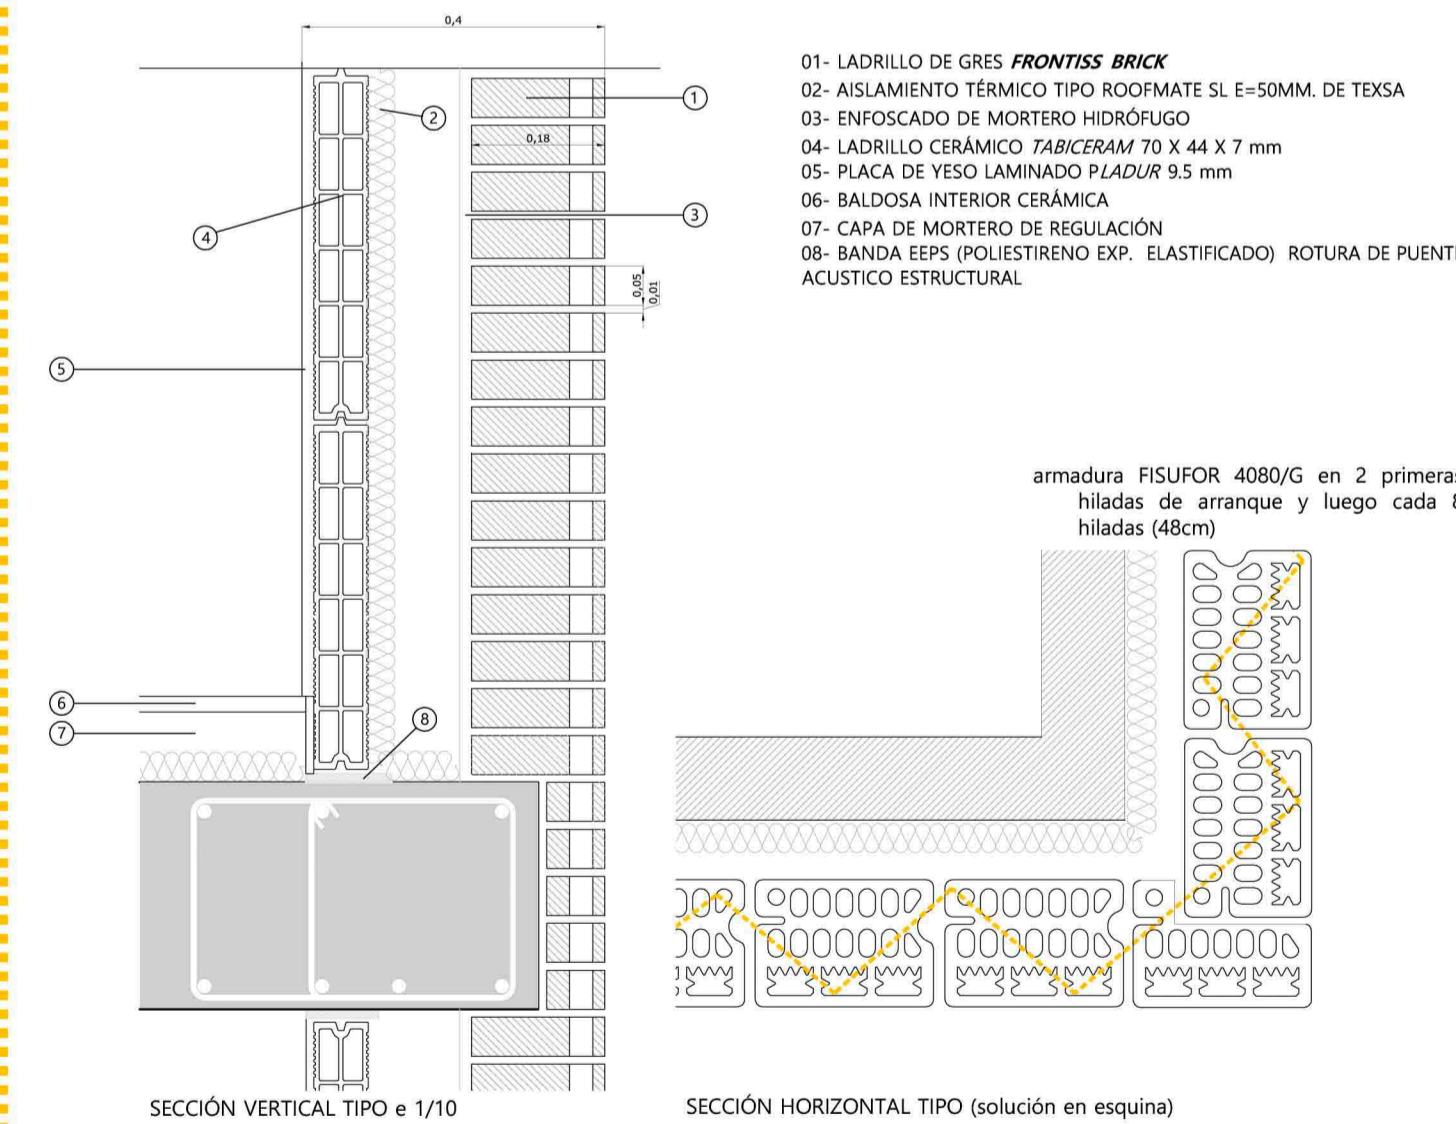 0,4
01- LADRILLO DE GRES FRONTISS BRICK
02- AISLAMIENTO TÉRMICO TIPO ROOFMATE SL E=50MM. DE TEXSA
03- ENFOSCADO DE MORTERO HIDRÓFUGO
04- LADRILLO CERÁMICO TABICERAM 70 X 44 X 7 mm
05- PLACA DE YESO LAMINADO PLADUR 9.5 mm
06- BALDOSA INTERIOR CERÁMICA
07- CAPA DE MORTERO DE REGULACIÓN
08- BANDA EEPS (POLIESTIRENO EXP. ELASTIFICADO) ROTURA DE PUENT
ACUSTICO ESTRUCTURAL
1
2
0,18
3
4
0,05
0,01
5
armadura FISUFOR 4080/G en 2 primeras
hiladas de arranque y luego cada 8
hiladas (48cm)
6
7
8
SECCIÓN VERTICAL TIPO e 1/10
SECCIÓN HORIZONTAL TIPO (solución en esquina)